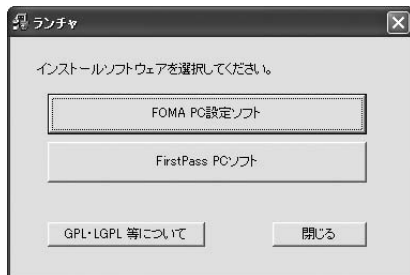 ランチャ
インストールソフトウェアを選択してください。
FOMA PC設定ソフト
FirstPass PCソフト
GPL・LGPL 等について
閉じる